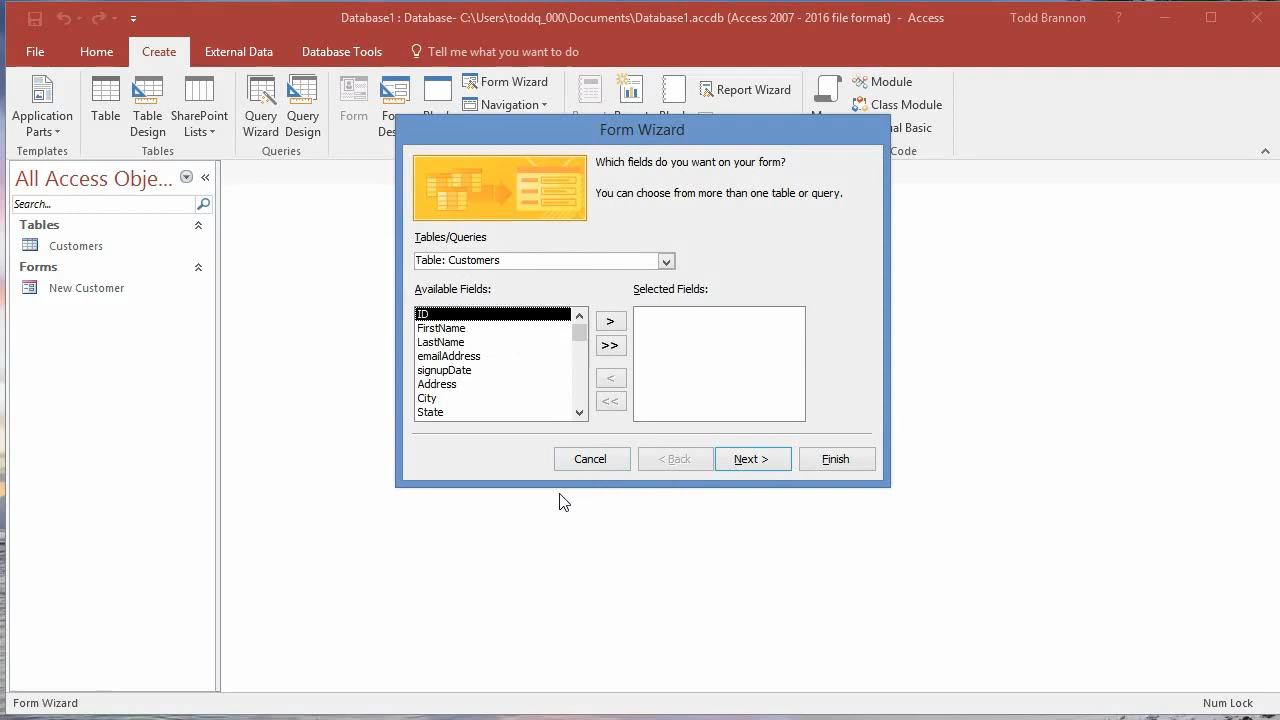 Database1 : Database- C:\Users\toddq_000\Documents\Database1.accdb (Access 2007 - 2016 file format) - Access
Todd Brannon
?
File
Home
Create
External Data
Database Tools
Tell me what you want to do
Application
Parts
Templates
Table
Table
Design
SharePoint
Lists
Tables
Query
Wizard
Query
Design
Queries
Form
Form Wizard
Navigation
Report Wizard
Module
Class Module
Code
All Access Obje...
Search...
Tables
Customers
Forms
New Customer
Form Wizard
Which fields do you want on your form?
You can choose from more than one table or query.
Tables/Queries
Table: Customers
Available Fields:
Selected Fields:
ID
FirstName
LastName
emailAddress
signupDate
Address
City
State
>
>>
<
<<
Cancel
< Back
Next >
Finish
Form Wizard
Num Lock